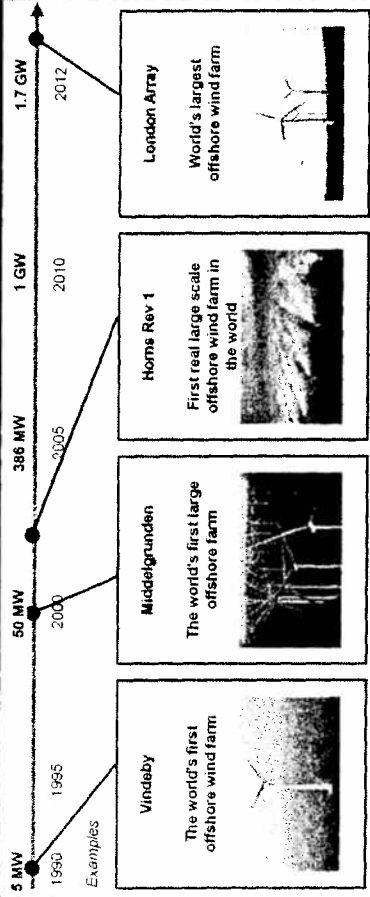 5 MW 50 MW 386 MW 1 GW 1.7 GW
1990 1995 2000 2005 2010 2012
Examples
Vindeby
The world's first
offshore wind farm
Middelgrunden
The world's first large
offshore farm
Horns Rev 1
First real large scale
offshore wind farm in
the world
London Array
World's largest
offshore wind farm